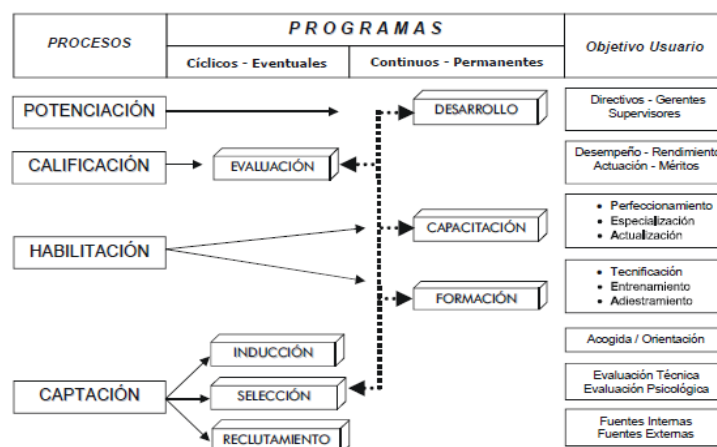 PROCESOS
PROGRAMAS
Cíclicos - Eventuales
Continuos - Permanentes
Objetivo Usuario
POTENCIACIÓN
DESARROLLO
Directivos - Gerentes
Supervisores
CALIFICACIÓN
EVALUACIÓN
Desempeño - Rendimiento
Actuación - Méritos
HABILITACIÓN
CAPACITACIÓN
• Perfeccionamiento
• Especialización
• Actualización
FORMACIÓN
• Tecnificación
• Entrenamiento
• Adiestramiento
CAPTACIÓN
INDUCCIÓN
Acogida / Orientación
SELECCIÓN
Evaluación Técnica
Evaluación Psicológica
RECLUTAMIENTO
Fuentes Internas
Fuentes Externas